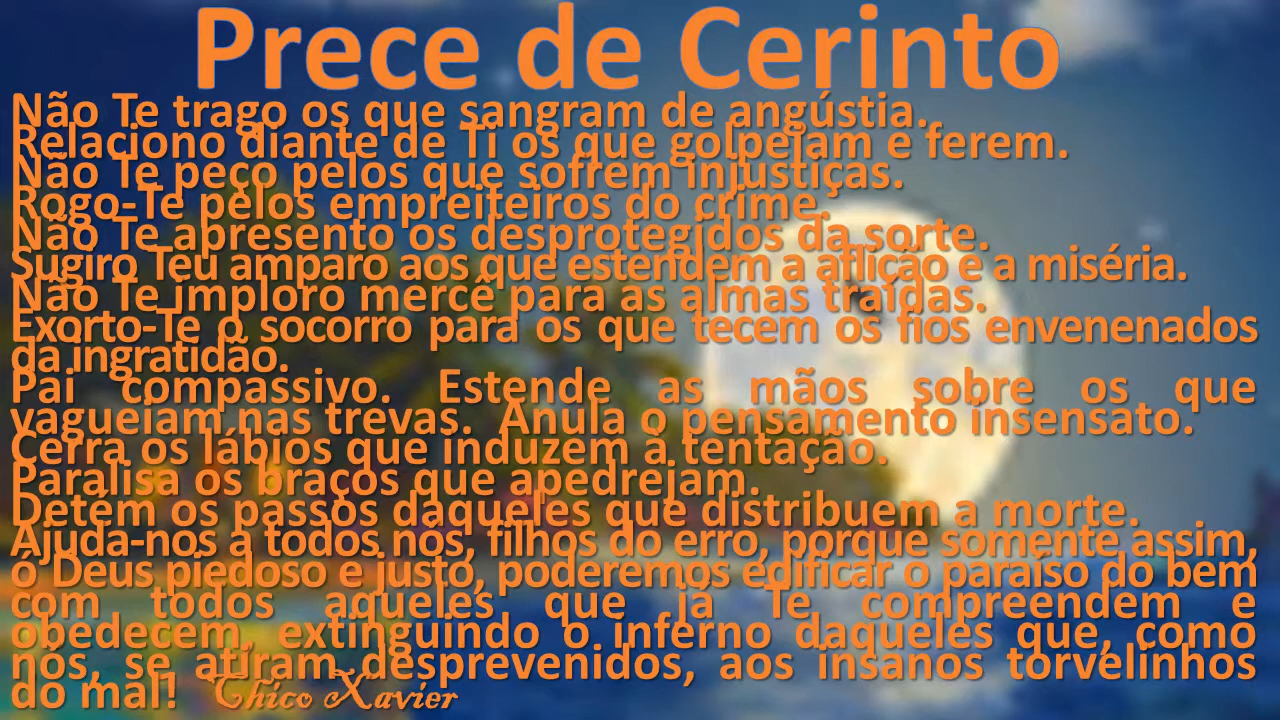 Prece de Cerinto
Não Te trago os que sangram de angústia.
Relaciono diante de Ti os que golpeiam e ferem.
Não Te peço pelos que sofrem injustiças.
Rogo-Te pelos empreiteiros do crime.
Não Te apresento os desprotegidos da sorte.
Sugiro Teu amparo aos que estendem a aflição e a miséria.
Não Te imploro mercê para as almas traídas.
Exorto-Te o socorro para os que tecem os fios envenenados
da ingratidão.
Pai compassivo. Estende as mãos sobre os que
vagueiam nas trevas. Anula o pensamento insensato.
Cerra os lábios que induzem à tentação.
Paralisa os braços que apedrejam.
Detém os passos daqueles que distribuem a morte.
Ajuda-nos a todos nós, filhos do erro, porque somente assim,
ó Deus piedoso e justo, poderemos edificar o paraíso do bem
com todos aqueles que já Te compreendem e
obedecem, extinguindo o inferno daqueles que, como
nós, se atiram desprevenidos, aos insanos torvelinhos
do mal! Chico Xavier